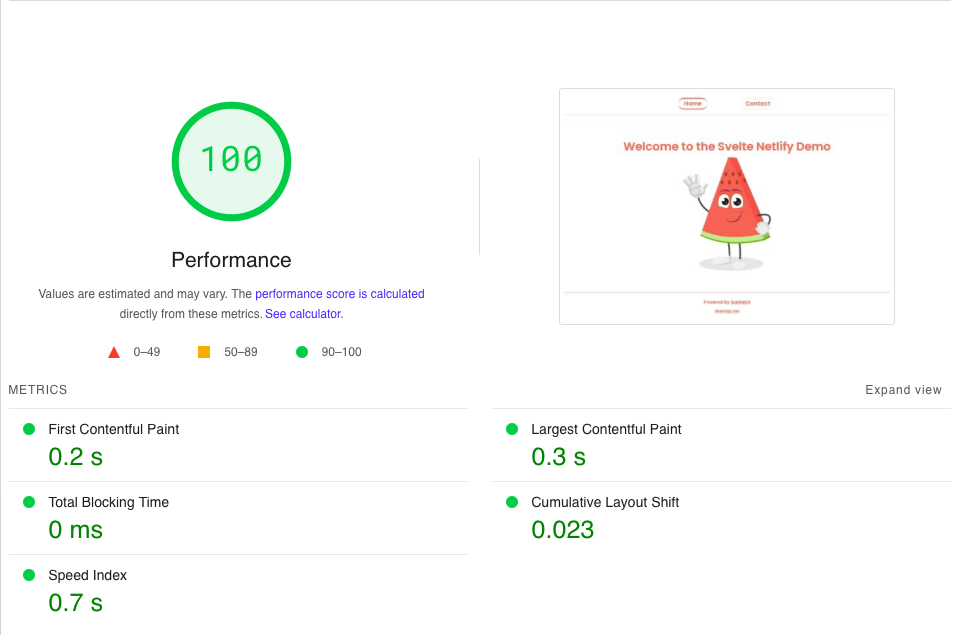 100
Performance
Values are estimated and may vary. The performance score is calculated
directly from these metrics. See calculator.
0–49
50–89
90–100
Home
Contact
Welcome to the Svelte Netlify Demo
Powered by SvelteKit
Sitemap.xml
METRICS
Expand view
First Contentful Paint
0.2 s
Largest Contentful Paint
0.3 s
Total Blocking Time
0 ms
Cumulative Layout Shift
0.023
Speed Index
0.7 s